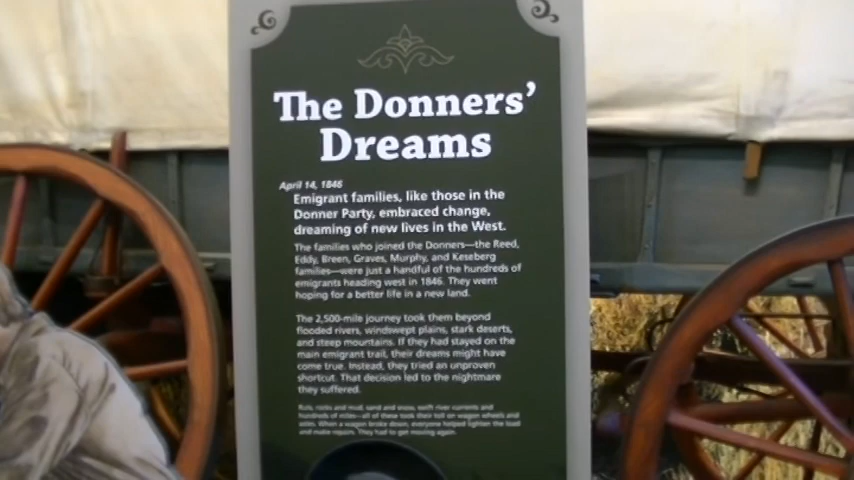 The Donners’
Dreams
April 14, 1846
Emigrant families, like those in the
Donner Party, embraced change,
dreaming of new lives in the West.
The families who joined the Donners—the Reed,
Eddy, Breen, Graves, Murphy, and Keseberg
families—were just a handful of the hundreds of
emigrants heading west in 1846. They went
hoping for a better life in a new land.
The 2,500-mile journey took them beyond
flooded rivers, windswept plains, stark deserts,
and steep mountains. If they had stayed on the
main emigrant trail, their dreams might have
come true. Instead, they tried an unproven
shortcut. That decision led to the nightmare
they suffered.
Ruts, rocks and mud, sand and snow, swift river currents and
hundreds of miles—all of these took their toll on wagon wheels and
axles. When a wagon broke down, everyone helped lighten the load
and make repairs. They had to get moving again.